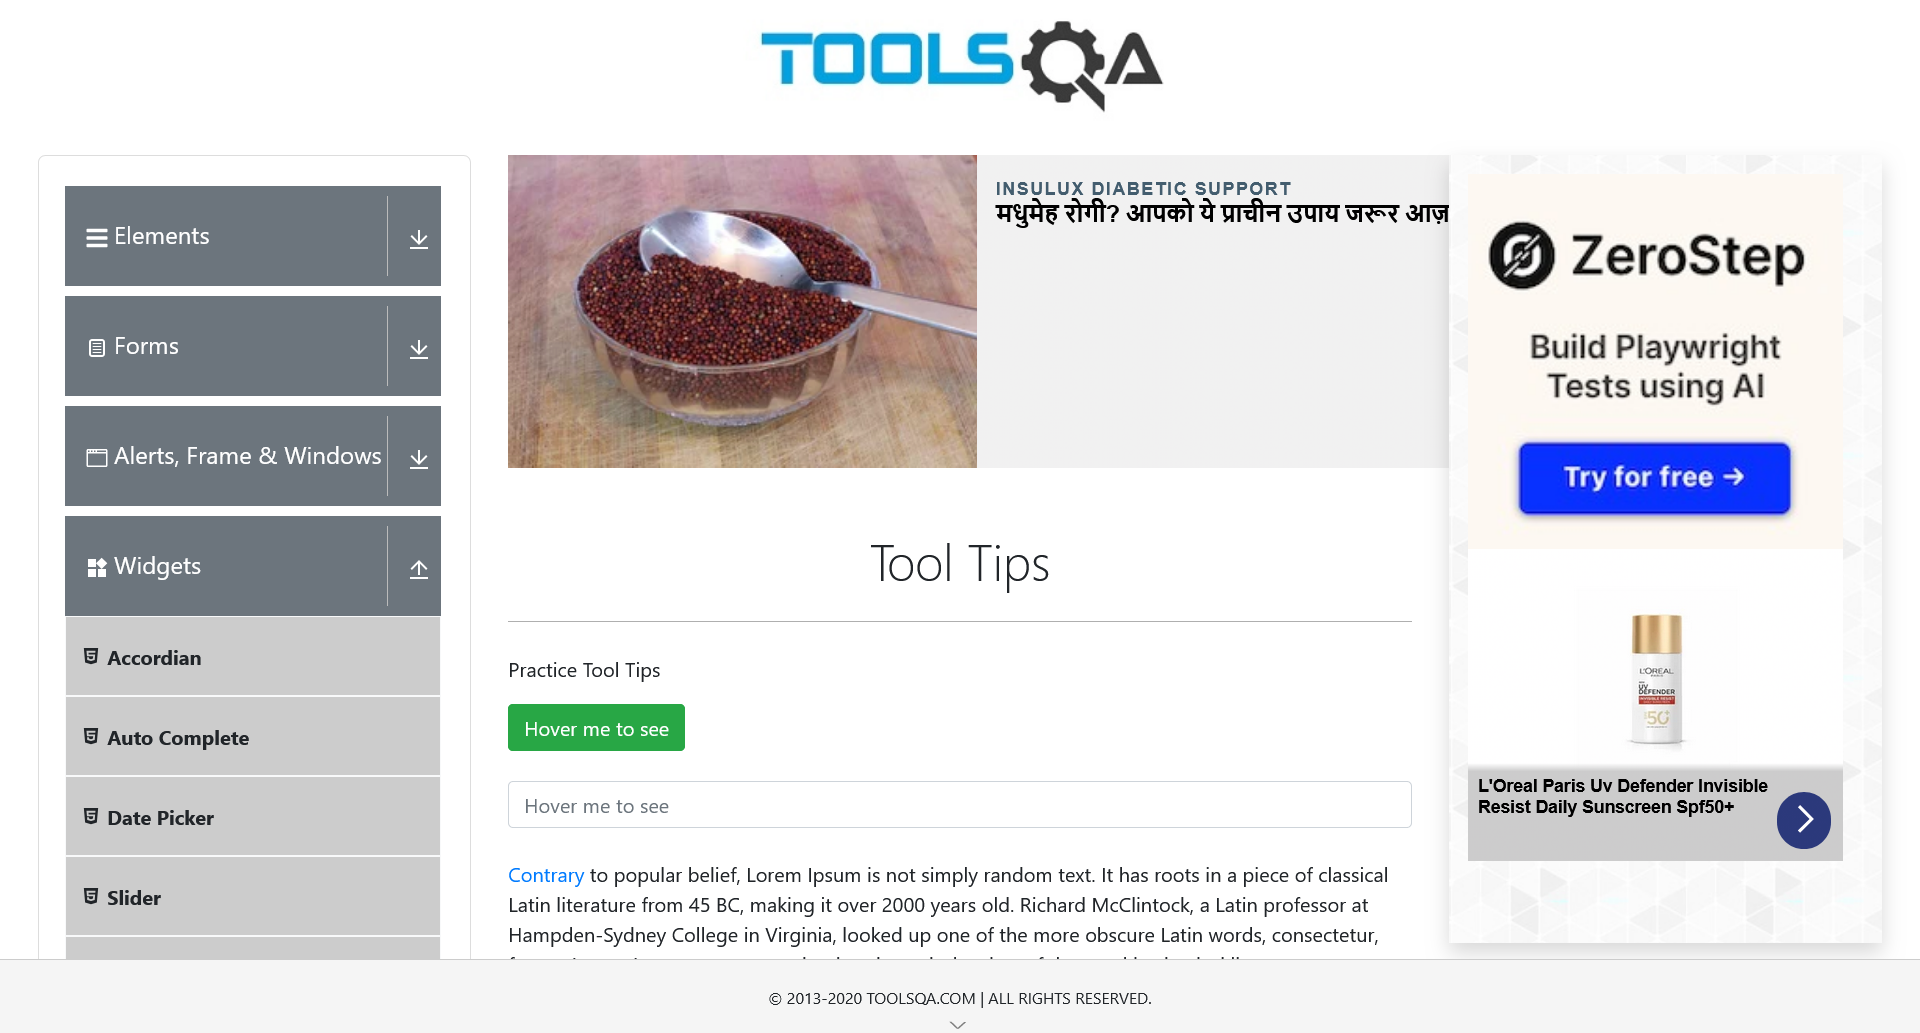 TOOLSQA
Elements
Forms
Alerts, Frame & Windows
Widgets
Accordian
Auto Complete
Date Picker
Slider
INSULUX DIABETIC SUPPORT
मधुमेह रोगी? आपको ये प्राचीन उपाय जरूर आज़
Tool Tips
Practice Tool Tips
Hover me to see
Hover me to see
Contrary to popular belief, Lorem Ipsum is not simply random text. It has roots in a piece of classical
Latin literature from 45 BC, making it over 2000 years old. Richard McClintock, a Latin professor at
Hampden-Sydney College in Virginia, looked up one of the more obscure Latin words, consectetur,
ZeroStep
Build Playwright
Tests using AI
Try for free →
L'OREAL
PARIS
UV
DEFENDER
50+
L'Oreal Paris Uv Defender Invisible
Resist Daily Sunscreen Spf50+
© 2013-2020 TOOLSQA.COM | ALL RIGHTS RESERVED.